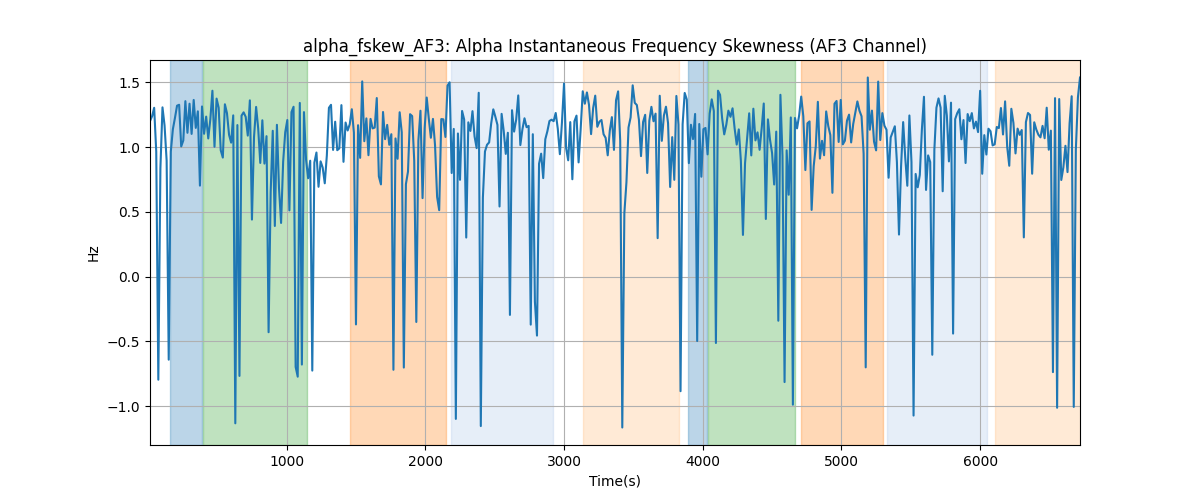 alpha_fskew_AF3: Alpha Instantaneous Frequency Skewness (AF3 Channel)
1.5
1.0
0.5
0.0
−0.5
−1.0
Hz
1000 2000 3000 4000 5000 6000
Time(s)